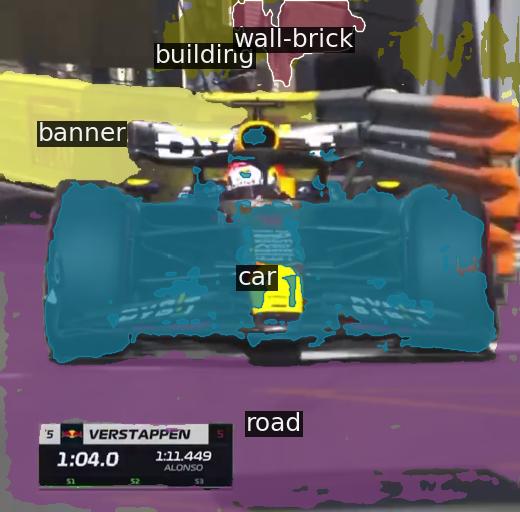 wall-brick
building
banner
car
road
'5 VERSTAPPEN 5
1:04.0 1:11.449
ALONSO
S1 S2 S3